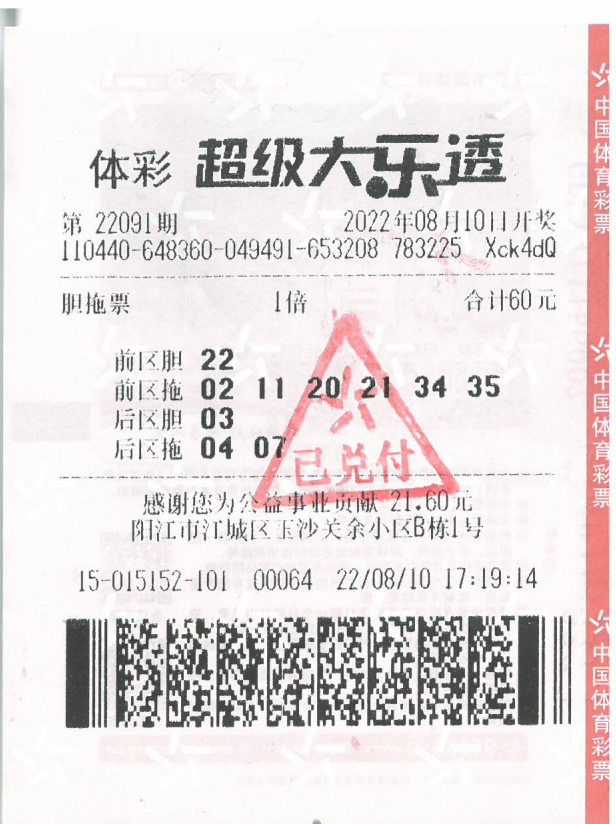 体彩 超级大乐透
第 22091期 2022年08月10日开奖
110440-648360-049491-653208 783225 Xck4dQ
胆拖票 1倍 合计60元
前区胆 22
前区拖 02 11 20 21 34 35
后区胆 03
后区拖 04 07
已兑付
感谢您为公益事业贡献 21.60元
阳江市江城区玉沙关余小区B栋1号
15-015152-101 00064 22/08/10 17:19:14
中国体育彩票
中国体育彩票
中国体育彩票